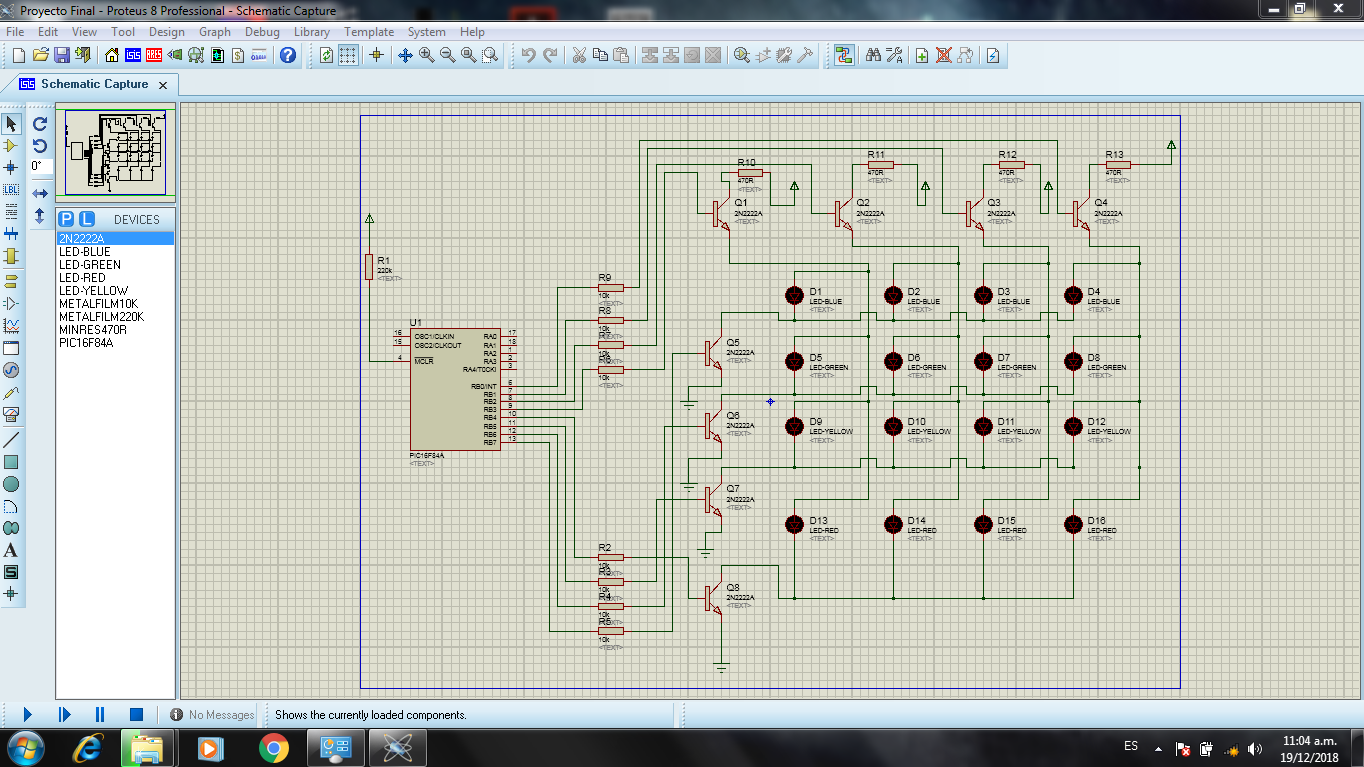 Proyecto Final - Proteus 8 Professional - Schematic Capture
File Edit View Tool Design Graph Debug Library Template System Help
Schematic Capture
0°
LBL
P L DEVICES
2N2222A
LED-BLUE
LED-GREEN
LED-RED
LED-YELLOW
METALFILM10K
METALFILM220K
MINRES470R
PIC16F84A
R10
470R
<TEXT>
R11
470R
<TEXT>
R12
470R
<TEXT>
R13
470R
<TEXT>
Q1
2N2222A
<TEXT>
Q2
2N2222A
<TEXT>
Q3
2N2222A
<TEXT>
Q4
2N2222A
<TEXT>
R1
220k
<TEXT>
R9
10k
R8
10k
10k
10k
<TEXT>
U1
16 OSC1/CLKIN
15 OSC2/CLKOUT
4 MCLR
RA0 17
RA1 18
RA2 1
RA3 2
RA4/T0CKI 3
RB0/INT 6
RB1 7
RB2 8
RB3 9
RB4 10
RB5 11
RB6 12
RB7 13
PIC16F84A
<TEXT>
D1
LED-BLUE
<TEXT>
D2
LED-BLUE
<TEXT>
D3
LED-BLUE
<TEXT>
D4
LED-BLUE
<TEXT>
Q5
2N2222A
<TEXT>
D5
LED-GREEN
<TEXT>
D6
LED-GREEN
<TEXT>
D7
LED-GREEN
<TEXT>
D8
LED-GREEN
<TEXT>
Q6
2N2222A
<TEXT>
D9
LED-YELLOW
<TEXT>
D10
LED-YELLOW
<TEXT>
D11
LED-YELLOW
<TEXT>
D12
LED-YELLOW
<TEXT>
Q7
2N2222A
<TEXT>
D13
LED-RED
<TEXT>
D14
LED-RED
<TEXT>
D15
LED-RED
<TEXT>
D16
LED-RED
<TEXT>
R2
10k
R3
10k
R4
10k
R5
10k
<TEXT>
Q8
2N2222A
<TEXT>
No Messages
Shows the currently loaded components.
ES
11:04 a.m.
19/12/2018